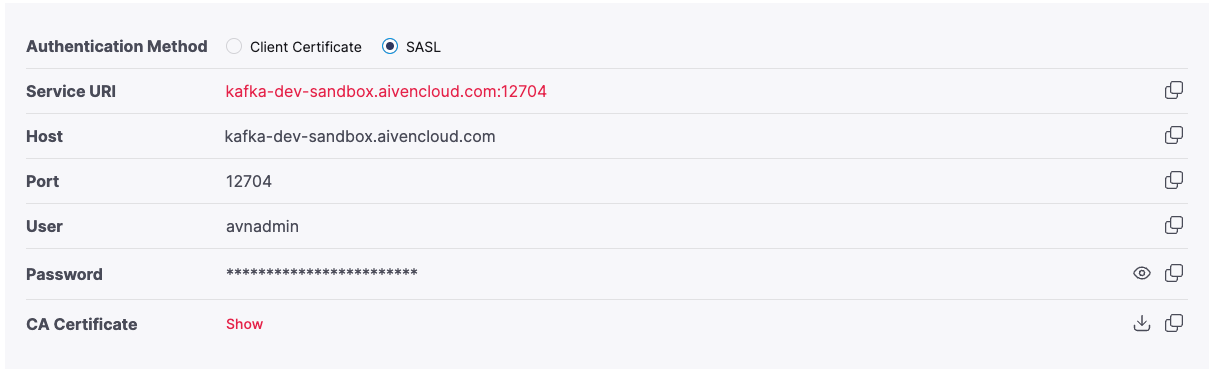 Authentication Method Client Certificate SASL
Service URI kafka-dev-sandbox.aivencloud.com:12704
Host kafka-dev-sandbox.aivencloud.com
Port 12704
User avnadmin
Password ************************
CA Certificate Show